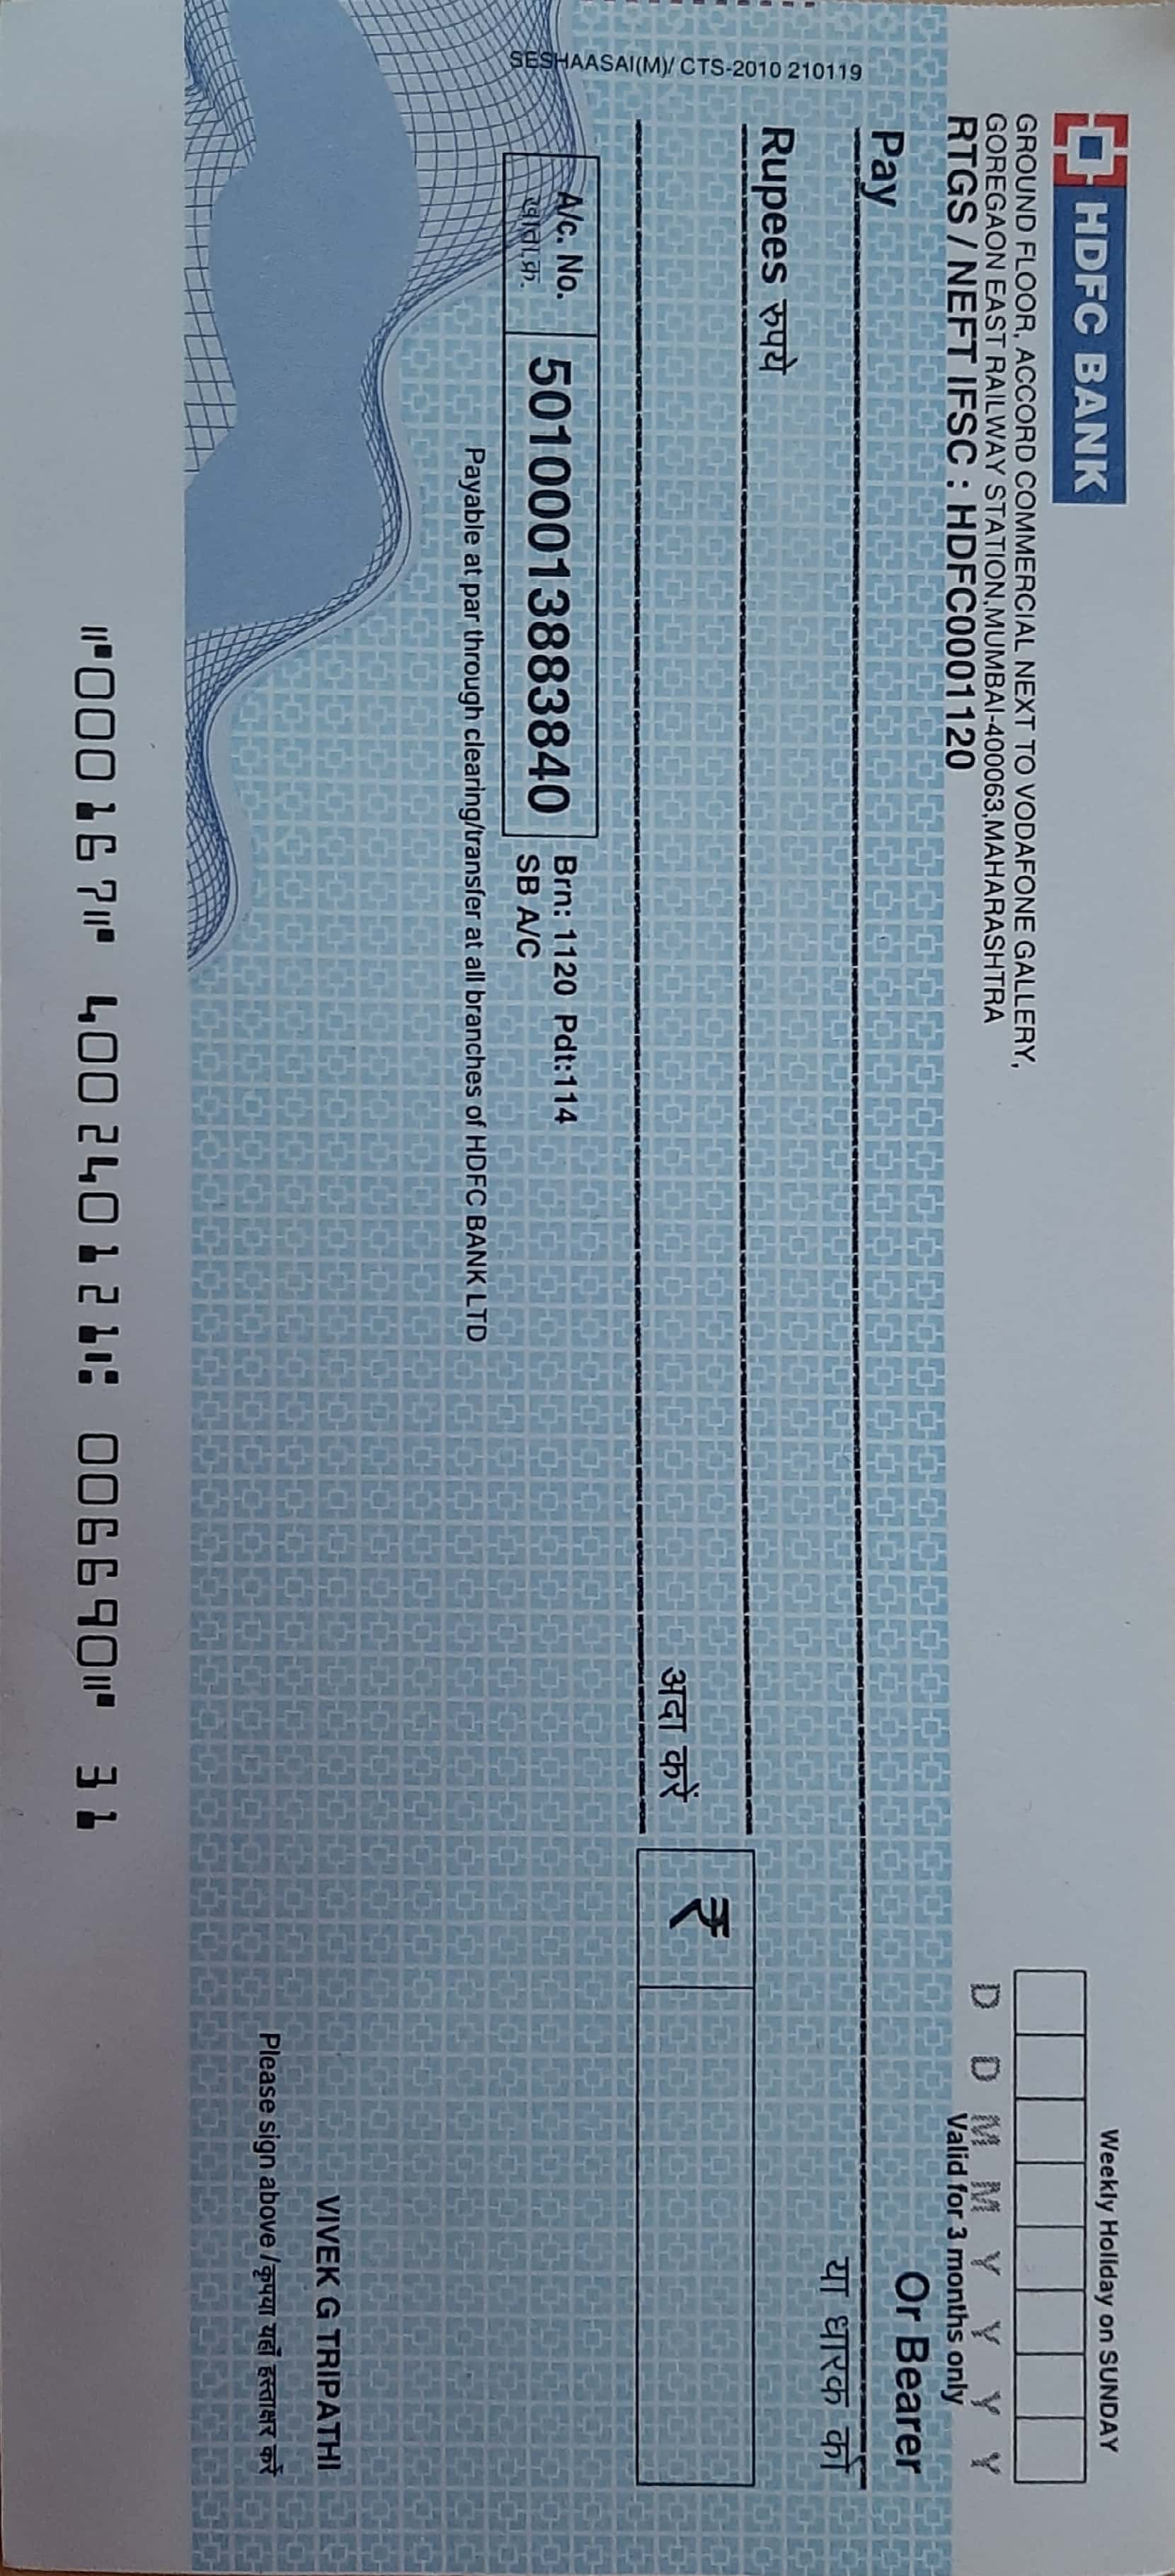 HDFC BANK
GROUND FLOOR, ACCORD COMMERCIAL NEXT TO VODAFONE GALLERY,
GOREGAON EAST RAILWAY STATION,MUMBAI-400063,MAHARASHTRA
RTGS / NEFT IFSC : HDFC0001120
Weekly Holiday on SUNDAY
D D M M Y Y Y Y
Valid for 3 months only
Pay
Or Bearer
या धारक को
Rupees रुपये
अदा करें
₹
A/c. No.
खाता.क्र.
50100013883840
Brn: 1120 Pdt:114
SB A/C
Payable at par through clearing/transfer at all branches of HDFC BANK LTD
SESHAASAI(M)/ CTS-2010 210119
VIVEK G TRIPATHI
Please sign above /कृपया यहाँ हस्ताक्षर करें
⑈000167⑈ 400240121⑆ 006690⑈ 31